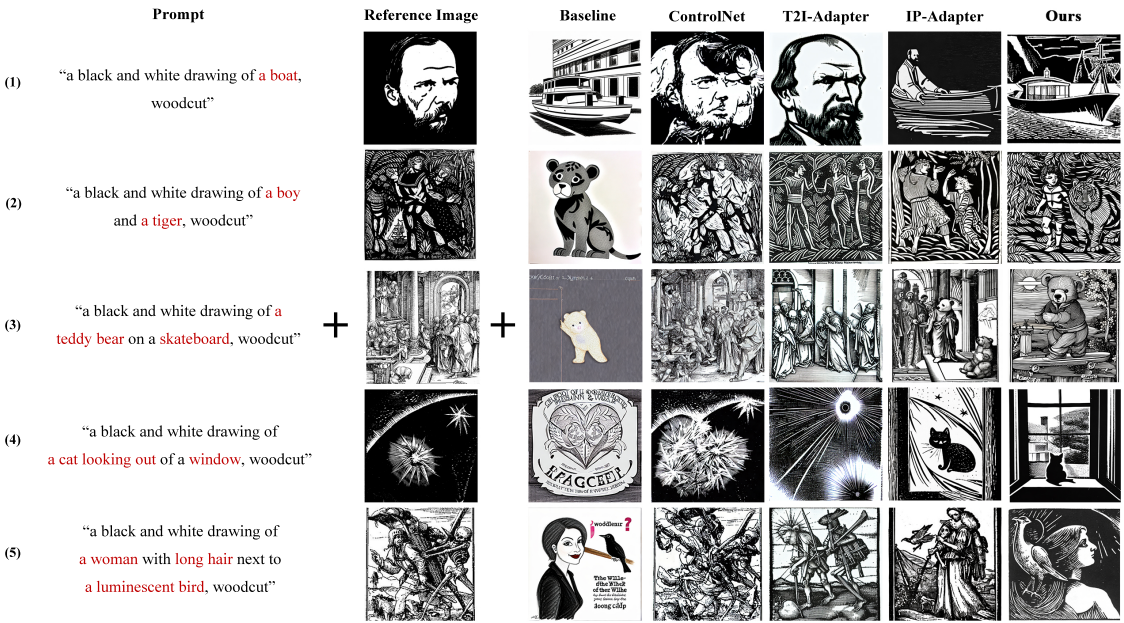 Prompt Reference Image Baseline ControlNet T2I-Adapter IP-Adapter Ours
(1) “a black and white drawing of a boat,
woodcut”
(2) “a black and white drawing of a boy
and a tiger, woodcut”
(3) “a black and white drawing of a
teddy bear on a skateboard, woodcut”
+ +
(4) “a black and white drawing of
a cat looking out of a window, woodcut”
(5) “a black and white drawing of
a woman with long hair next to
a luminescent bird, woodcut”
woddleuir ?